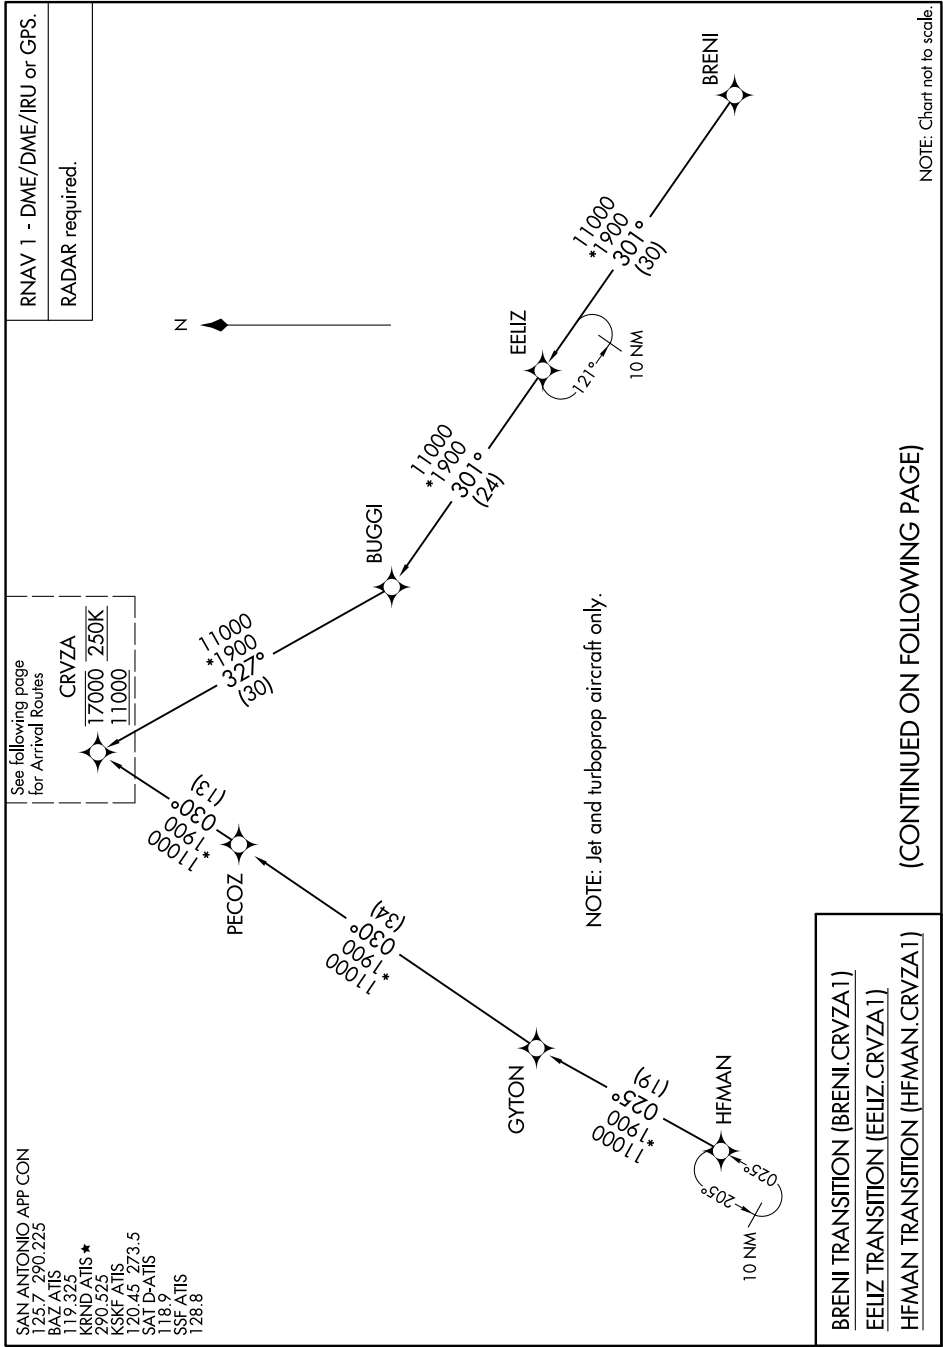 SAN ANTONIO APP CON
125.7 290.225
BAZ ATIS
119.325
KRND ATIS ★
290.525
KSKF ATIS
120.45 273.5
SAT D-ATIS
118.9
SSF ATIS
128.8
See following page
for Arrival Routes
CRVZA
17000 250K
11000
RNAV 1 - DME/DME/IRU or GPS.
RADAR required.
N
11000
*1900
030°
(13)
PECOZ
11000
*1900
327°
(30)
BUGGI
11000
*1900
030°
(34)
11000
*1900
301°
(24)
EELIZ
121°
10 NM
11000
*1900
301°
(30)
BRENI
GYTON
11000
*1900
025°
(19)
HFMAN
205°
025°
10 NM
NOTE: Jet and turboprop aircraft only.
(CONTINUED ON FOLLOWING PAGE)
NOTE: Chart not to scale.
BRENI TRANSITION (BRENI.CRVZA1)
EELIZ TRANSITION (EELIZ.CRVZA1)
HFMAN TRANSITION (HFMAN.CRVZA1)